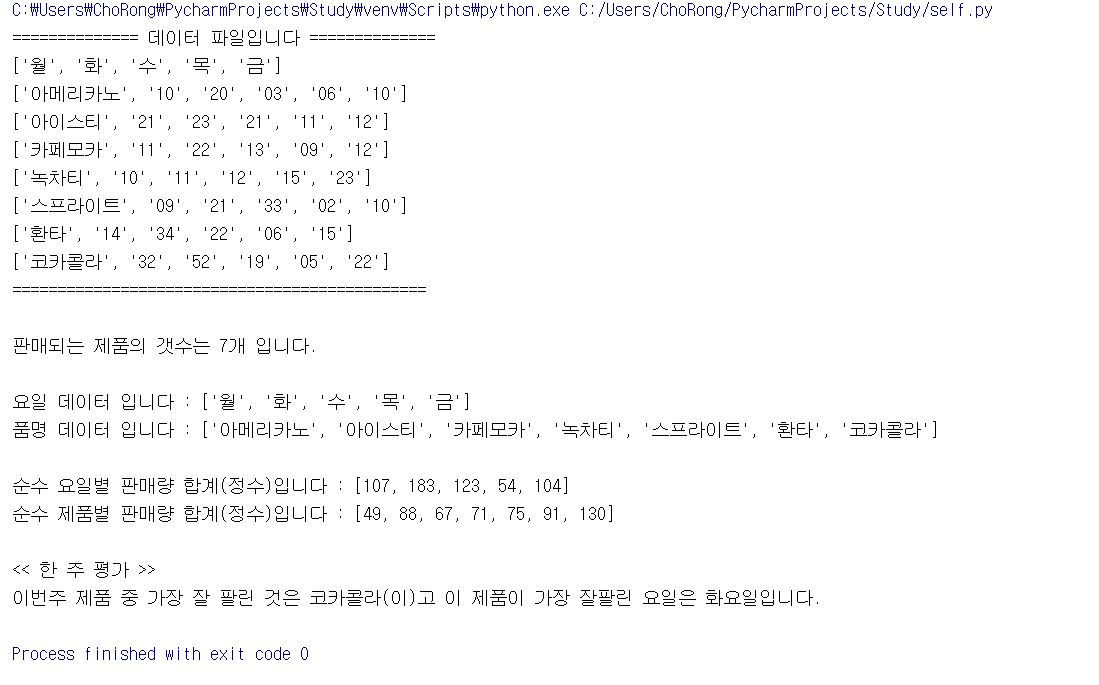 C:₩Users₩ChoRong₩PycharmProjects₩Study₩venv₩Scripts₩python.exe C:/Users/ChoRong/PycharmProjects/Study/self.py
============== 데이터 파일입니다 ==============
['월', '화', '수', '목', '금']
['아메리카노', '10', '20', '03', '06', '10']
['아이스티', '21', '23', '21', '11', '12']
['카페모카', '11', '22', '13', '09', '12']
['녹차티', '10', '11', '12', '15', '23']
['스프라이트', '09', '21', '33', '02', '10']
['환타', '14', '34', '22', '06', '15']
['코카콜라', '32', '52', '19', '05', '22']
==============================================
판매되는 제품의 갯수는 7개 입니다.
요일 데이터 입니다 : ['월', '화', '수', '목', '금']
품명 데이터 입니다 : ['아메리카노', '아이스티', '카페모카', '녹차티', '스프라이트', '환타', '코카콜라']
순수 요일별 판매량 합계(정수)입니다 : [107, 183, 123, 54, 104]
순수 제품별 판매량 합계(정수)입니다 : [49, 88, 67, 71, 75, 91, 130]
<< 한 주 평가 >>
이번주 제품 중 가장 잘 팔린 것은 코카콜라(이)고 이 제품이 가장 잘팔린 요일은 화요일입니다.
Process finished with exit code 0